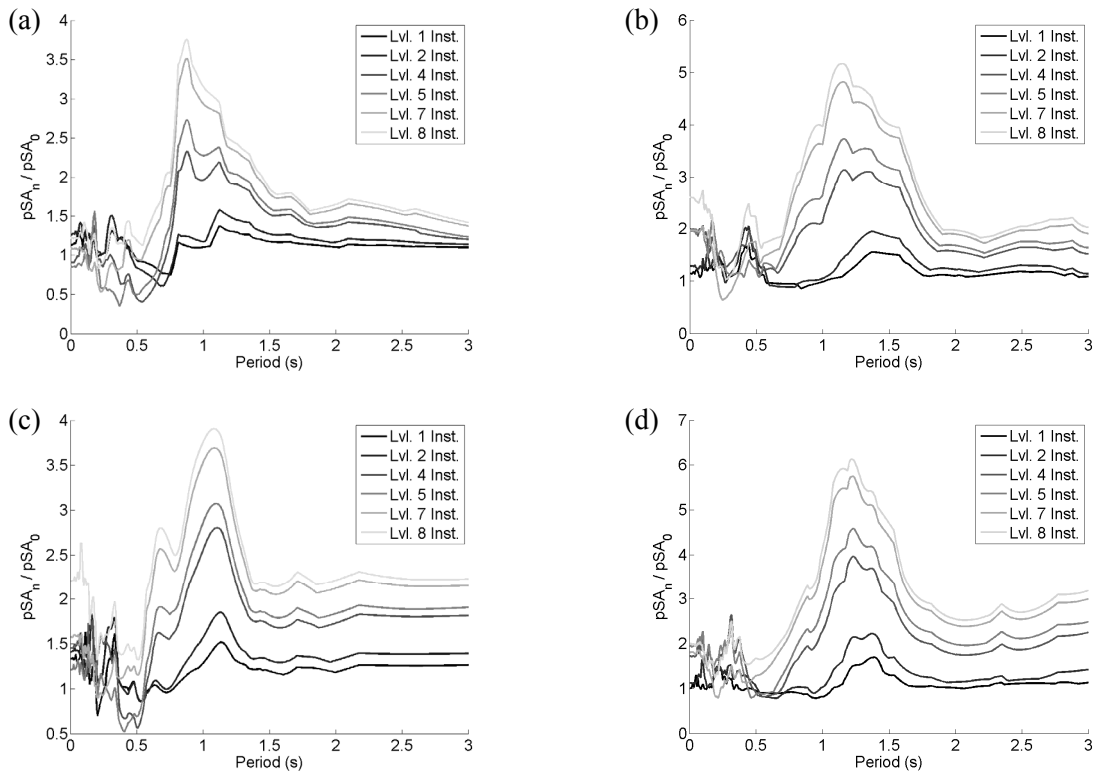 (a)
pSAₙ / pSA₀
4
3.5
3
2.5
2
1.5
1
0.5
0
0 0.5 1 1.5 2 2.5 3
Period (s)
Lvl. 1 Inst.
Lvl. 2 Inst.
Lvl. 4 Inst.
Lvl. 5 Inst.
Lvl. 7 Inst.
Lvl. 8 Inst.
(b)
pSAₙ / pSA₀
6
5
4
3
2
1
0
0 0.5 1 1.5 2 2.5 3
Period (s)
Lvl. 1 Inst.
Lvl. 2 Inst.
Lvl. 4 Inst.
Lvl. 5 Inst.
Lvl. 7 Inst.
Lvl. 8 Inst.
(c)
pSAₙ / pSA₀
4
3.5
3
2.5
2
1.5
1
0.5
0 0.5 1 1.5 2 2.5 3
Period (s)
Lvl. 1 Inst.
Lvl. 2 Inst.
Lvl. 4 Inst.
Lvl. 5 Inst.
Lvl. 7 Inst.
Lvl. 8 Inst.
(d)
pSAₙ / pSA₀
7
6
5
4
3
2
1
0
0 0.5 1 1.5 2 2.5 3
Period (s)
Lvl. 1 Inst.
Lvl. 2 Inst.
Lvl. 4 Inst.
Lvl. 5 Inst.
Lvl. 7 Inst.
Lvl. 8 Inst.